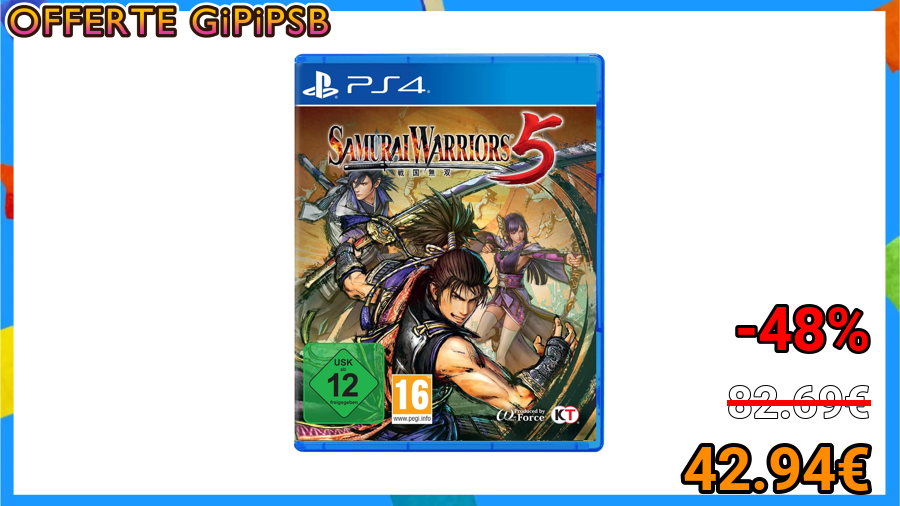 OFFERTE GiPiPSB
PS4
SAMURAI WARRIORS 5
戦国無双
USK
ab
12
freigegeben
16
www.pegi.info
ω Produced by
Force
KT
-48%
82.69€
42.94€